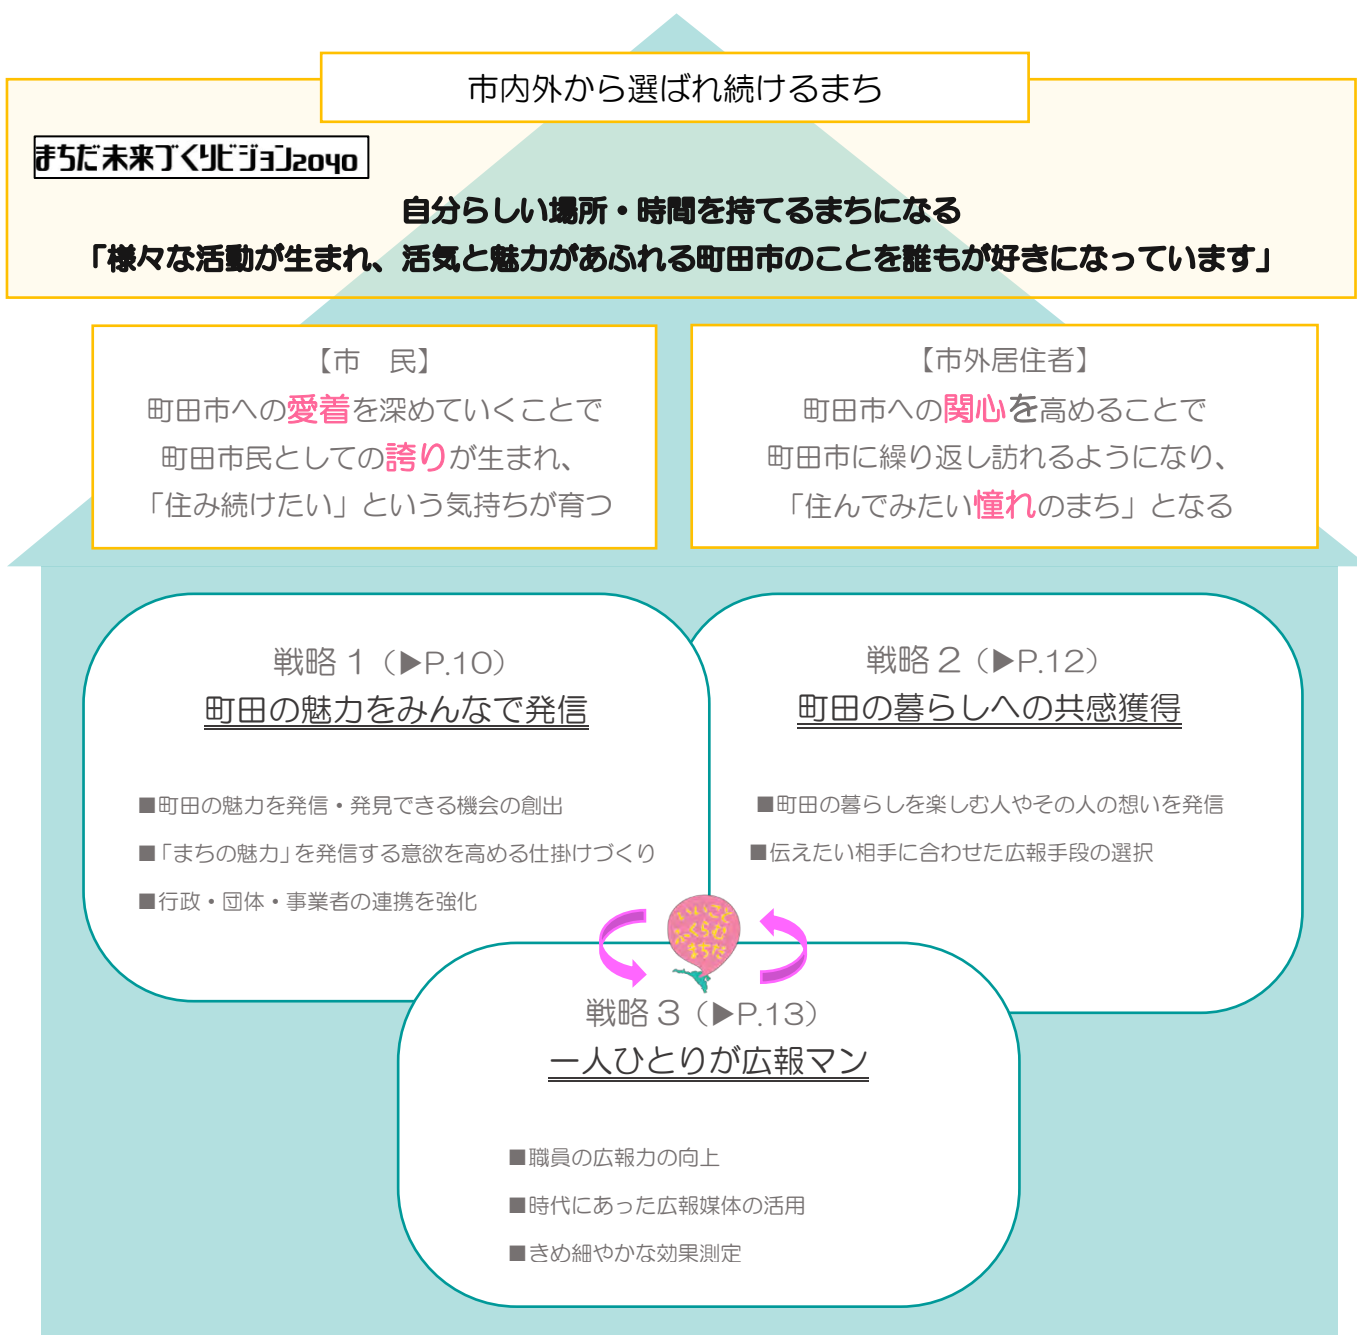 市内外から選ばれ続けるまち
まちだ未来づくりビジョン2040
自分らしい場所・時間を持てるまちになる
「様々な活動が生まれ、活気と魅力があふれる町田市のことを誰もが好きになっています」
【市　民】
町田市への愛着を深めていくことで
町田市民としての誇りが生まれ、
「住み続けたい」という気持ちが育つ
【市外居住者】
町田市への関心を高めることで
町田市に繰り返し訪れるようになり、
「住んでみたい憧れのまち」となる
戦略１（▶P.10）
町田の魅力をみんなで発信
■町田の魅力を発信・発見できる機会の創出
■「まちの魅力」を発信する意欲を高める仕掛けづくり
■行政・団体・事業者の連携を強化
戦略２（▶P.12）
町田の暮らしへの共感獲得
■町田の暮らしを楽しむ人やその人の想いを発信
■伝えたい相手に合わせた広報手段の選択
いいこと
ふくらむ
まちだ
戦略３（▶P.13）
一人ひとりが広報マン
■職員の広報力の向上
■時代にあった広報媒体の活用
■きめ細やかな効果測定